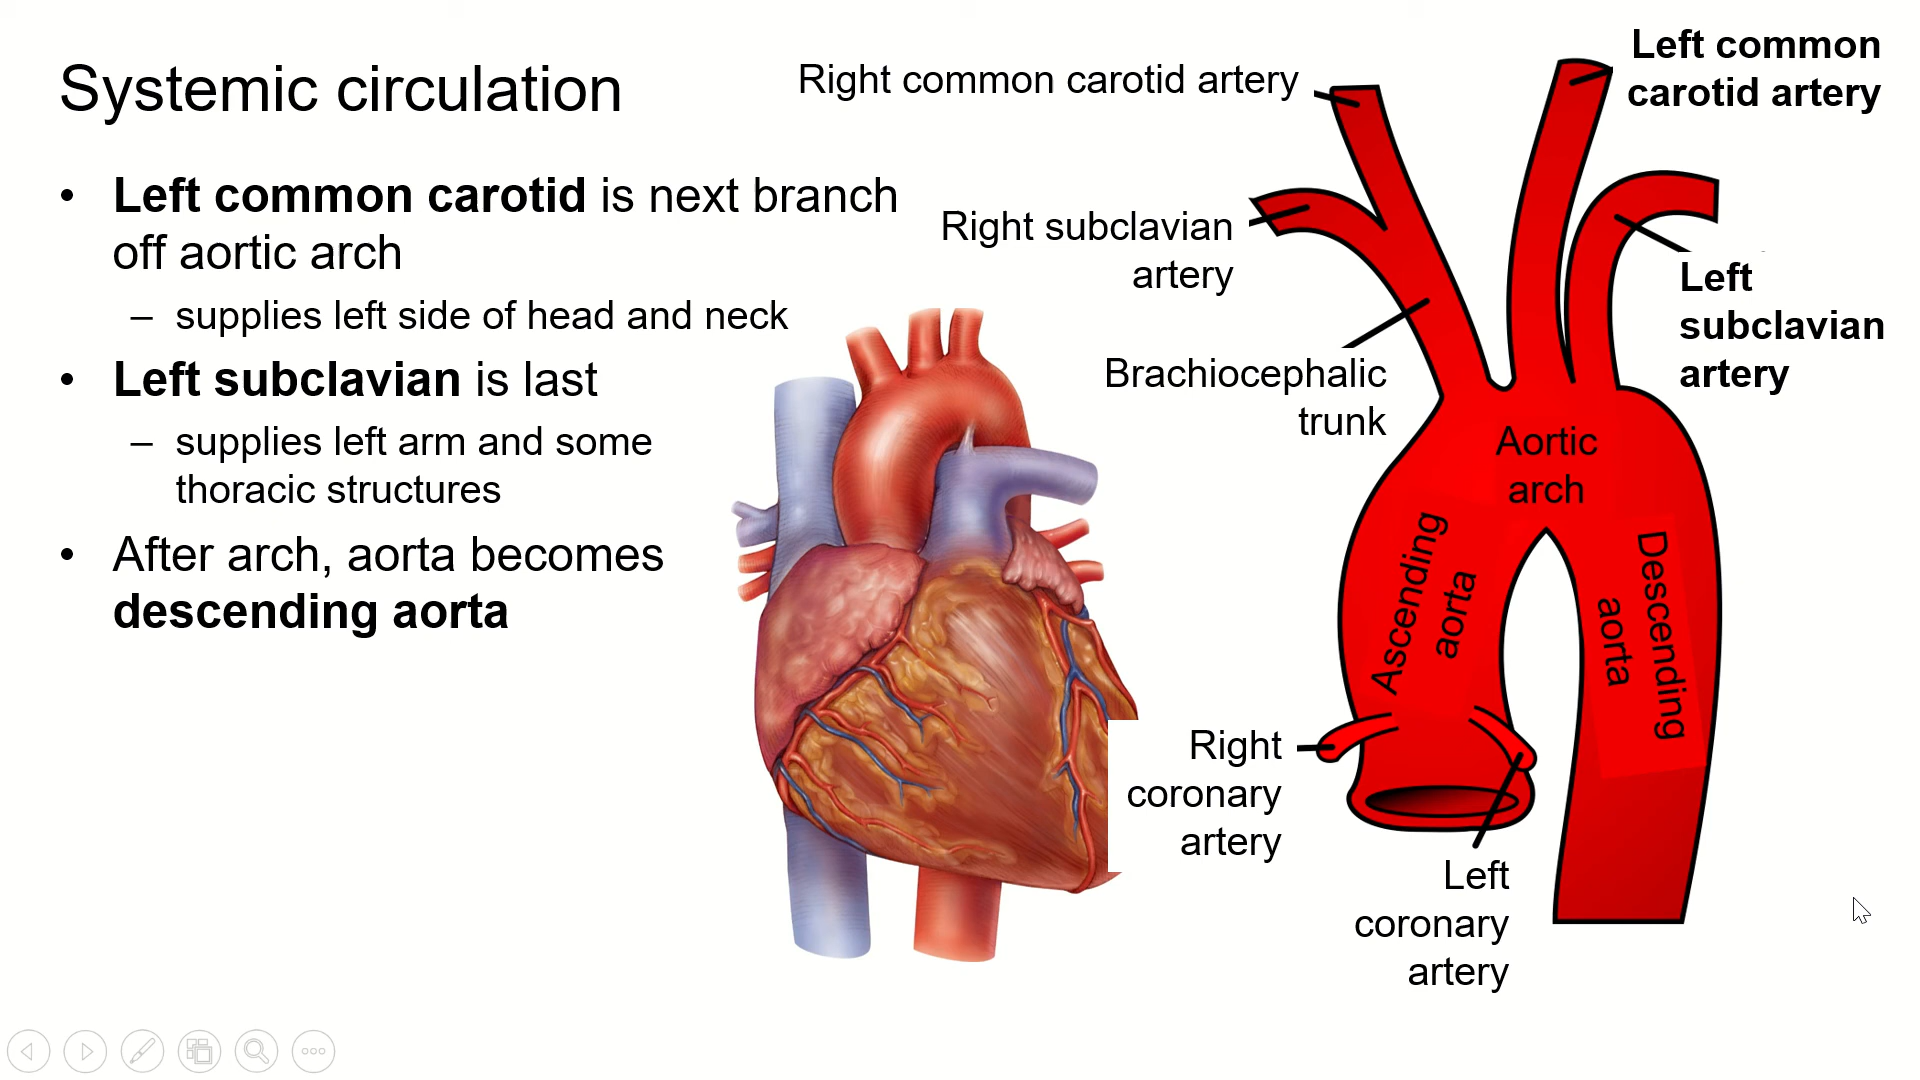 Systemic circulation
• Left common carotid is next branch
off aortic arch
– supplies left side of head and neck
• Left subclavian is last
– supplies left arm and some
thoracic structures
• After arch, aorta becomes
descending aorta
Right common carotid artery
Left common
carotid artery
Right subclavian
artery
Left
subclavian
artery
Brachiocephalic
trunk
Aortic
arch
Ascending
aorta
Descending
aorta
Right
coronary
artery
Left
coronary
artery